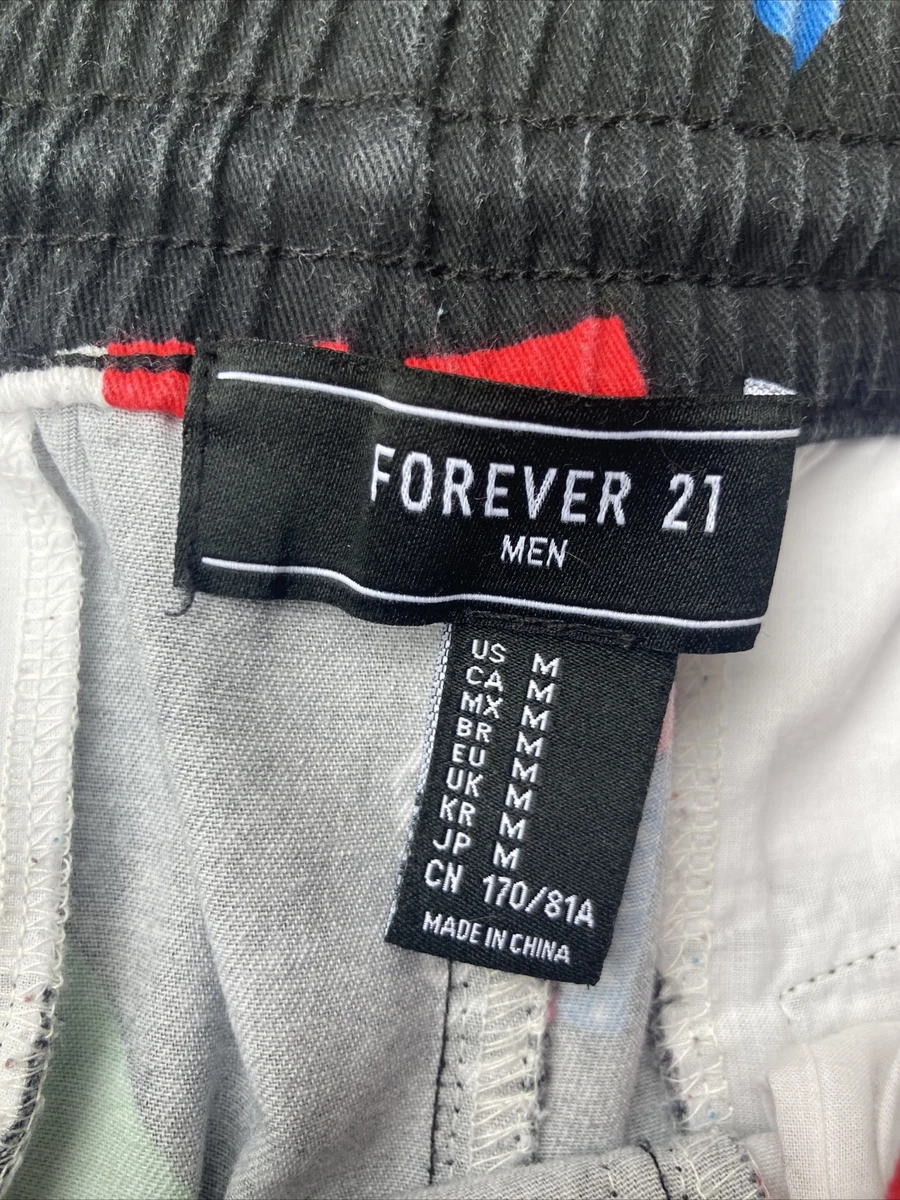 FOREVER 21
MEN
US M
CA M
MX M
BR M
EU M
UK M
KR M
JP M
CN 170/81A
MADE IN CHINA